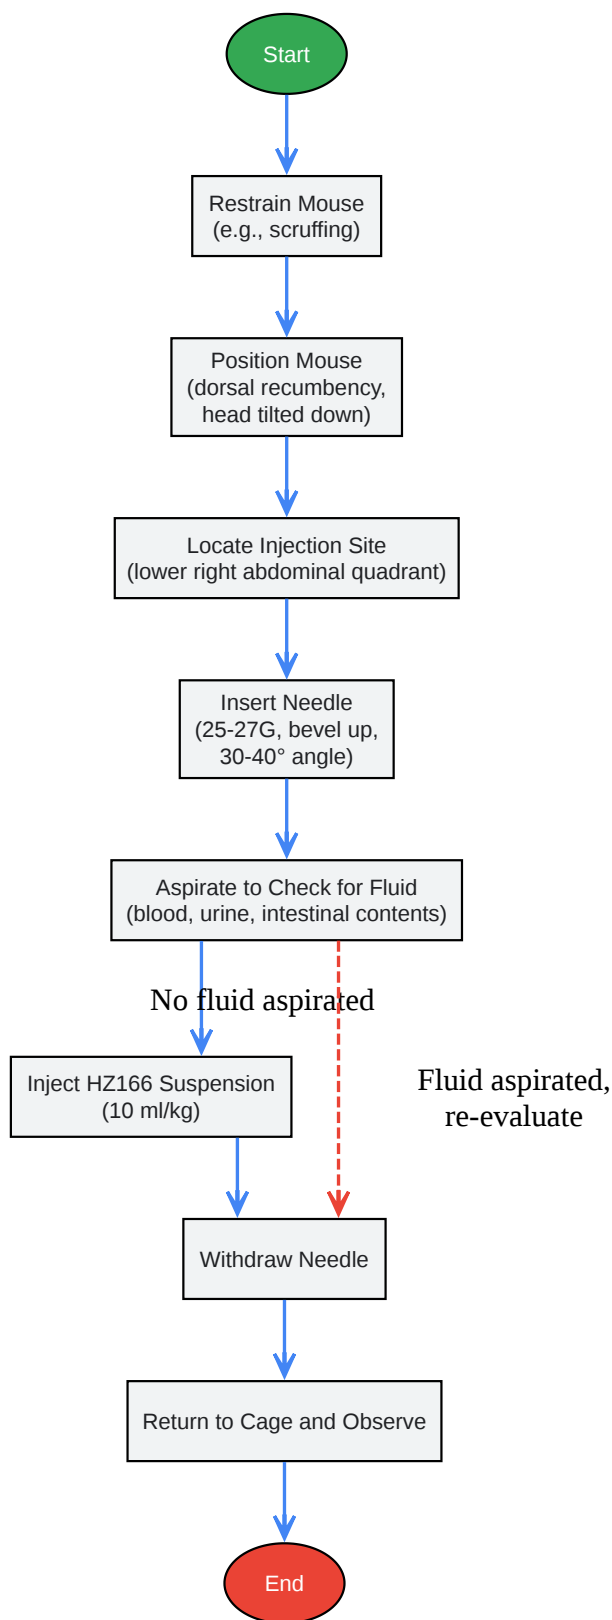 Start
Restrain Mouse
(e.g., scruffing)
Position Mouse
(dorsal recumbency,
head tilted down)
Locate Injection Site
(lower right abdominal quadrant)
Insert Needle
(25-27G, bevel up,
30-40° angle)
Aspirate to Check for Fluid
(blood, urine, intestinal contents)
No fluid aspirated
Inject HZ166 Suspension
(10 ml/kg)
Fluid aspirated,
re-evaluate
Withdraw Needle
Return to Cage and Observe
End